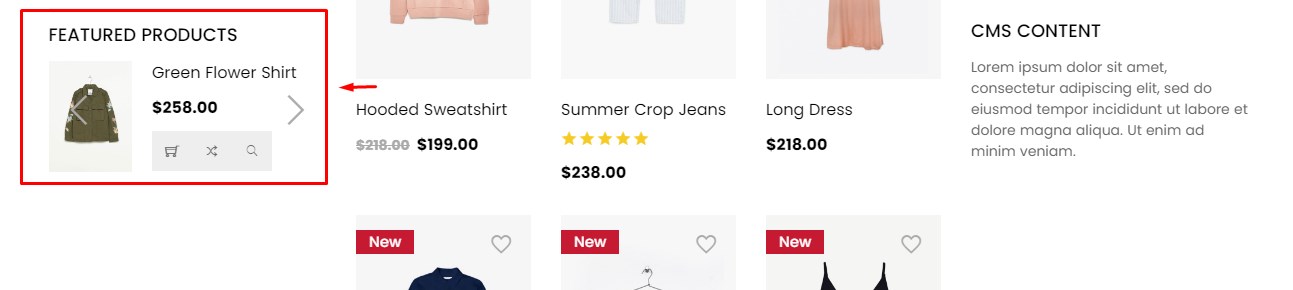 FEATURED PRODUCTS
Green Flower Shirt
$258.00
Hooded Sweatshirt
$218.00 $199.00
Summer Crop Jeans
$238.00
Long Dress
$218.00
New
New
New
CMS CONTENT
Lorem ipsum dolor sit amet,
consectetur adipiscing elit, sed do
eiusmod tempor incididunt ut labore et
dolore magna aliqua. Ut enim ad
minim veniam.